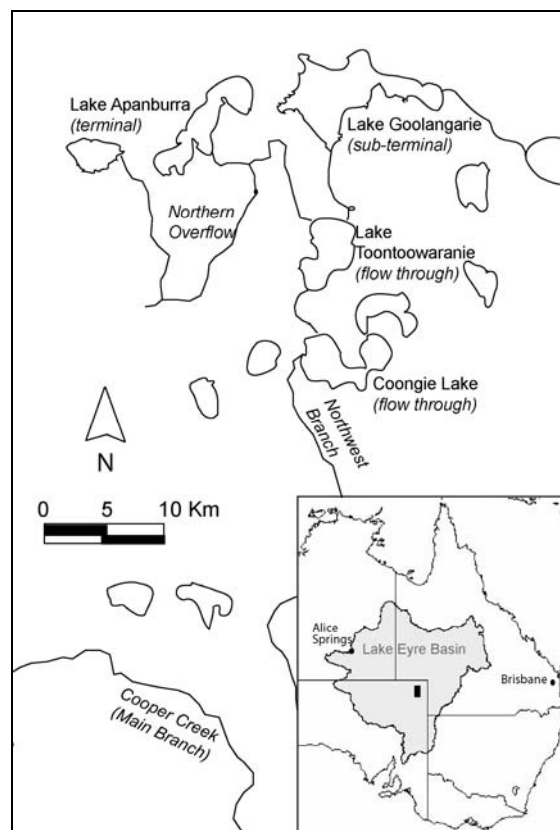 Lake Apanburra
(terminal)
Lake Goolangarie
(sub-terminal)
Northern
Overflow
Lake
Toontoowaranie
(flow through)
Coongie Lake
(flow through)
Northwest
Branch
N
0 5 10 Km
Cooper Creek
(Main Branch)
Alice
Springs
Lake Eyre Basin
Brisbane